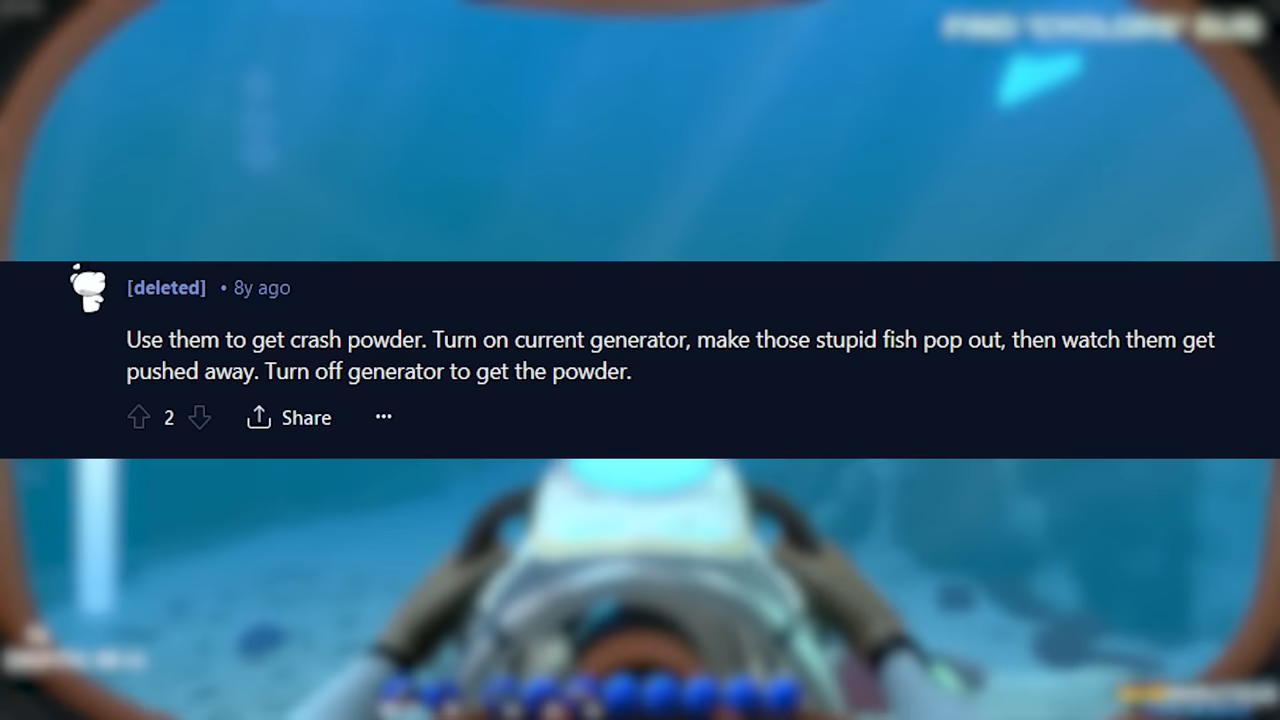 [deleted] • 8y ago
Use them to get crash powder. Turn on current generator, make those stupid fish pop out, then watch them get
pushed away. Turn off generator to get the powder.
2 Share ···